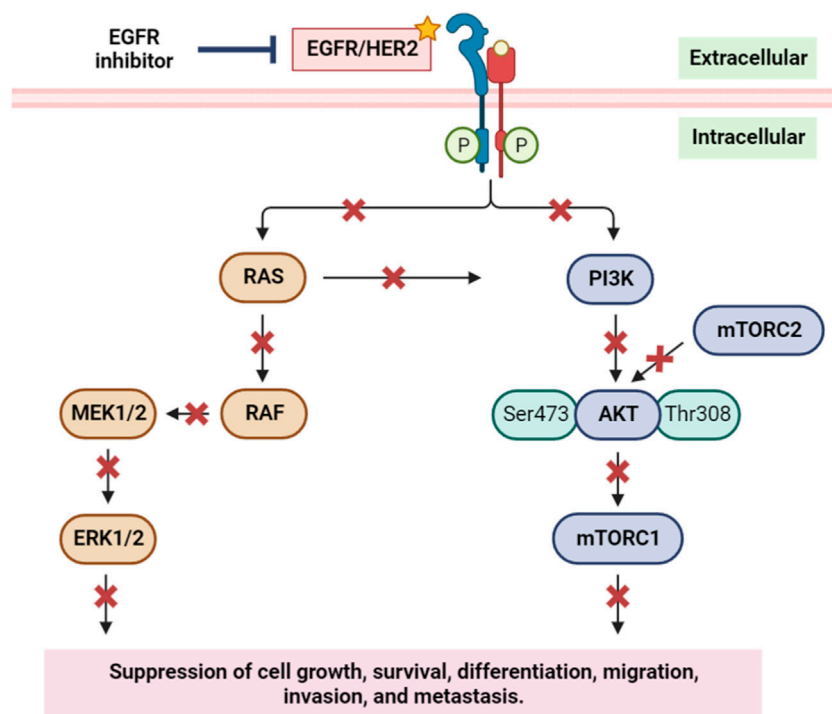 EGFR
inhibitor
EGFR/HER2
Extracellular
Intracellular
P
P
RAS
PI3K
mTORC2
MEK1/2
RAF
Ser473
AKT
Thr308
ERK1/2
mTORC1
Suppression of cell growth, survival, differentiation, migration,
invasion, and metastasis.